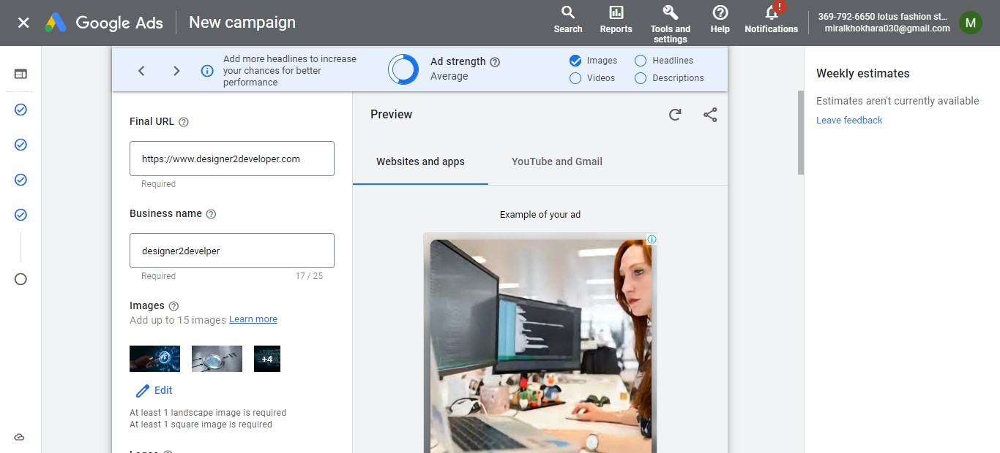 Google Ads
New campaign
Search
Reports
Tools and
settings
Help
!
Notifications
369-792-6650 lotus fashion st...
miralkhokhara030@gmail.com
M
Add more headlines to increase
your chances for better
performance
Ad strength
Average
Images
Headlines
Videos
Descriptions
Final URL
https://www.designer2developer.com
Required
Business name
designer2develper
Required
17 / 25
Images
Add up to 15 images Learn more
IT
+4
Edit
At least 1 landscape image is required
At least 1 square image is required
Logos
Preview
Websites and apps
YouTube and Gmail
Example of your ad
Weekly estimates
Estimates aren't currently available
Leave feedback